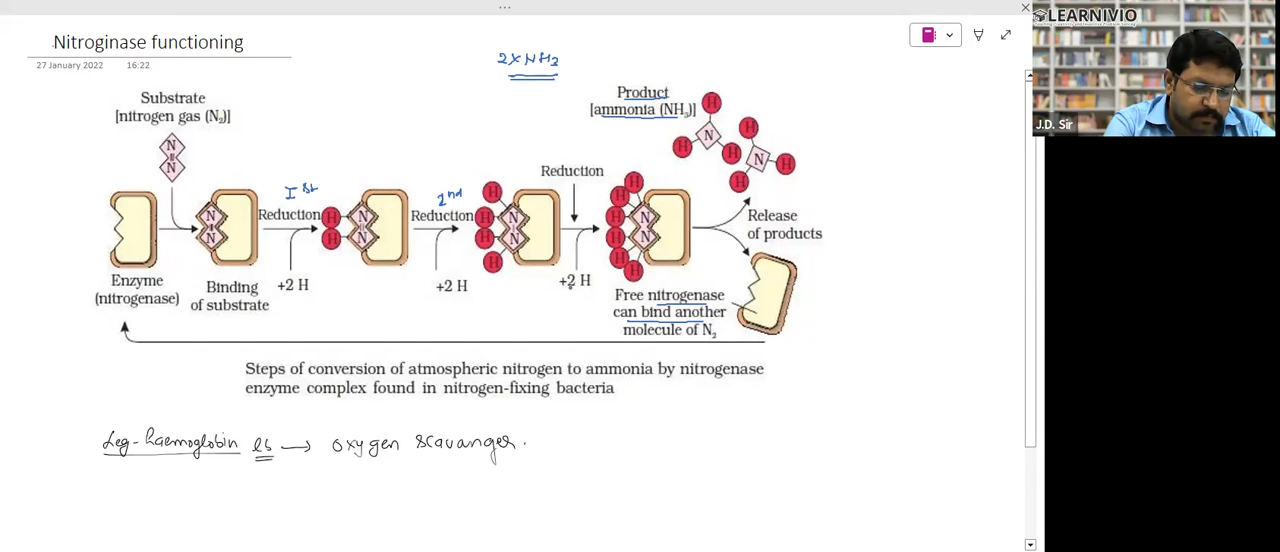 Nitroginase functioning
27 January 2022 16:22
2 x NH3
Substrate
[nitrogen gas (N2)]
Product
[ammonia (NH3)]
N
N
H
H
H
N
H
H
H
N
Reduction
I st
Reduction
2nd
Reduction
N
N
H
H
N
N
H
H
H
H
N
N
H
H
H
H
H
H
N
N
Release
of products
Enzyme
(nitrogenase)
Binding
of substrate
+2 H
+2 H
+2 H
Free nitrogenase
can bind another
molecule of N2
Steps of conversion of atmospheric nitrogen to ammonia by nitrogenase
enzyme complex found in nitrogen-fixing bacteria
Leg-haemoglobin Lb → oxygen scavanger.
LEARNIVIO
J.D. Sir